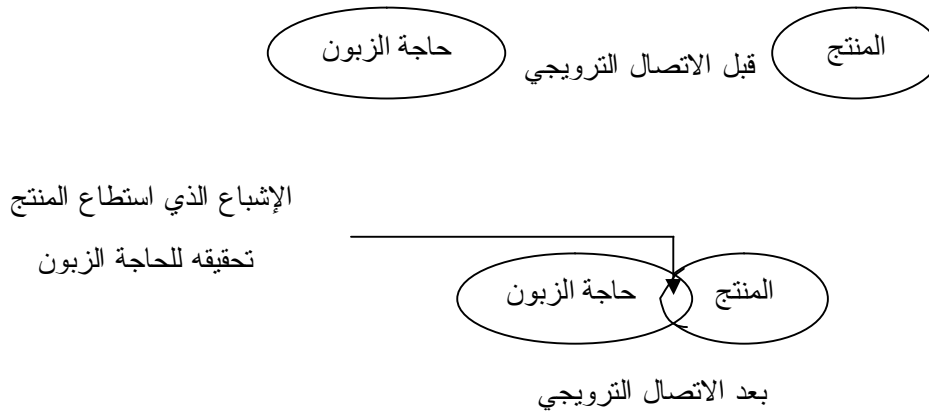 المنتج
قبل الاتصال الترويجي
حاجة الزبون
الإشباع الذي استطاع المنتج
تحقيقه للحاجة الزبون
المنتج
حاجة الزبون
بعد الاتصال الترويجي